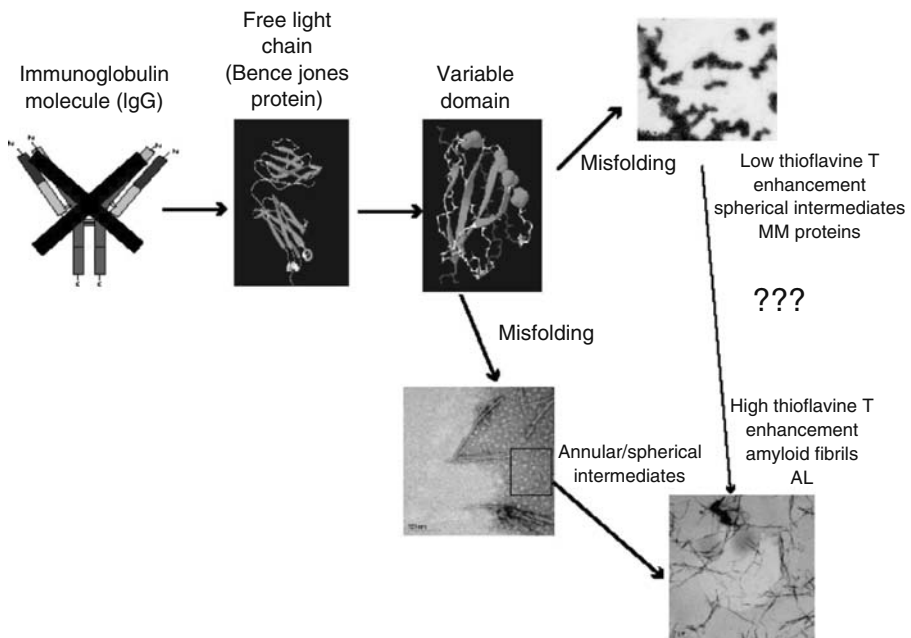 Immunoglobulin
molecule (IgG)
Free light
chain
(Bence jones
protein)
Variable
domain
Misfolding
Low thioflavine T
enhancement
spherical intermediates
MM proteins
???
Misfolding
Annular/spherical
intermediates
High thioflavine T
enhancement
amyloid fibrils
AL